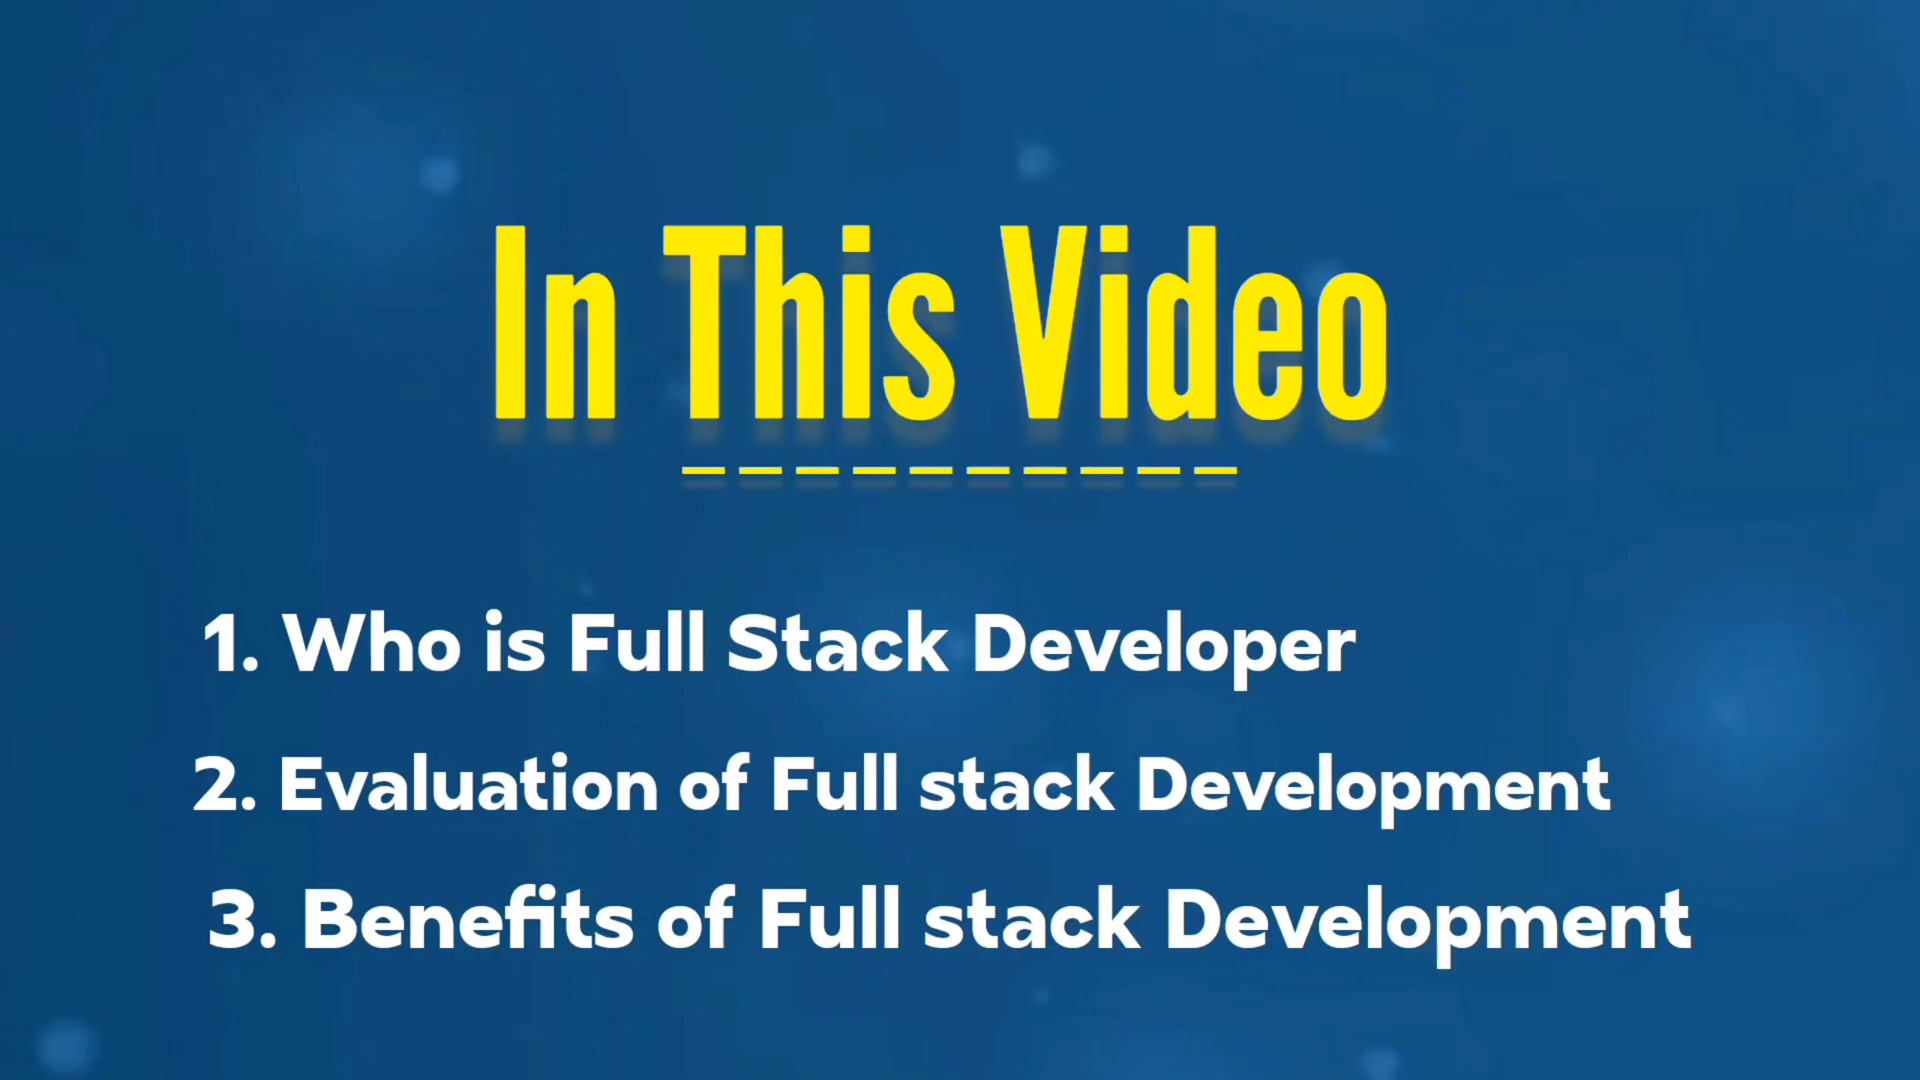 In This Video
1. Who is Full Stack Developer
2. Evaluation of Full stack Development
3. Benefits of Full stack Development